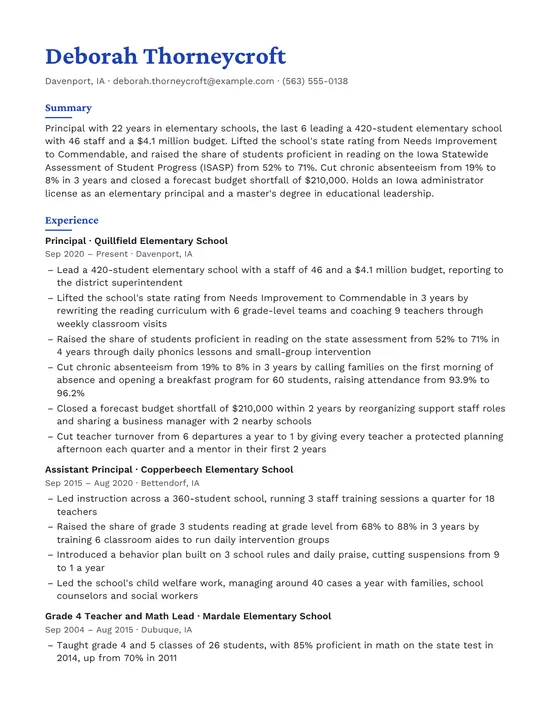 Deborah Thorneycroft
Davenport, IA · deborah.thorneycroft@example.com · (563) 555-0138
Summary
Principal with 22 years in elementary schools, the last 6 leading a 420-student elementary school
with 46 staff and a $4.1 million budget. Lifted the school's state rating from Needs Improvement
to Commendable, and raised the share of students proficient in reading on the Iowa Statewide
Assessment of Student Progress (ISASP) from 52% to 71%. Cut chronic absenteeism from 19% to
8% in 3 years and closed a forecast budget shortfall of $210,000. Holds an Iowa administrator
license as an elementary principal and a master's degree in educational leadership.
Experience
Principal · Quillfield Elementary School
Sep 2020 – Present · Davenport, IA
– Lead a 420-student elementary school with a staff of 46 and a $4.1 million budget, reporting to
the district superintendent
– Lifted the school's state rating from Needs Improvement to Commendable in 3 years by
rewriting the reading curriculum with 6 grade-level teams and coaching 9 teachers through
weekly classroom visits
– Raised the share of students proficient in reading on the state assessment from 52% to 71% in
4 years through daily phonics lessons and small-group intervention
– Cut chronic absenteeism from 19% to 8% in 3 years by calling families on the first morning of
absence and opening a breakfast program for 60 students, raising attendance from 93.9% to
96.2%
– Closed a forecast budget shortfall of $210,000 within 2 years by reorganizing support staff roles
and sharing a business manager with 2 nearby schools
– Cut teacher turnover from 6 departures a year to 1 by giving every teacher a protected planning
afternoon each quarter and a mentor in their first 2 years
Assistant Principal · Copperbeech Elementary School
Sep 2015 – Aug 2020 · Bettendorf, IA
– Led instruction across a 360-student school, running 3 staff training sessions a quarter for 18
teachers
– Raised the share of grade 3 students reading at grade level from 68% to 88% in 3 years by
training 6 classroom aides to run daily intervention groups
– Introduced a behavior plan built on 3 school rules and daily praise, cutting suspensions from 9
to 1 a year
– Led the school's child welfare work, managing around 40 cases a year with families, school
counselors and social workers
Grade 4 Teacher and Math Lead · Mardale Elementary School
Sep 2004 – Aug 2015 · Dubuque, IA
– Taught grade 4 and 5 classes of 26 students, with 85% proficient in math on the state test in
2014, up from 70% in 2011